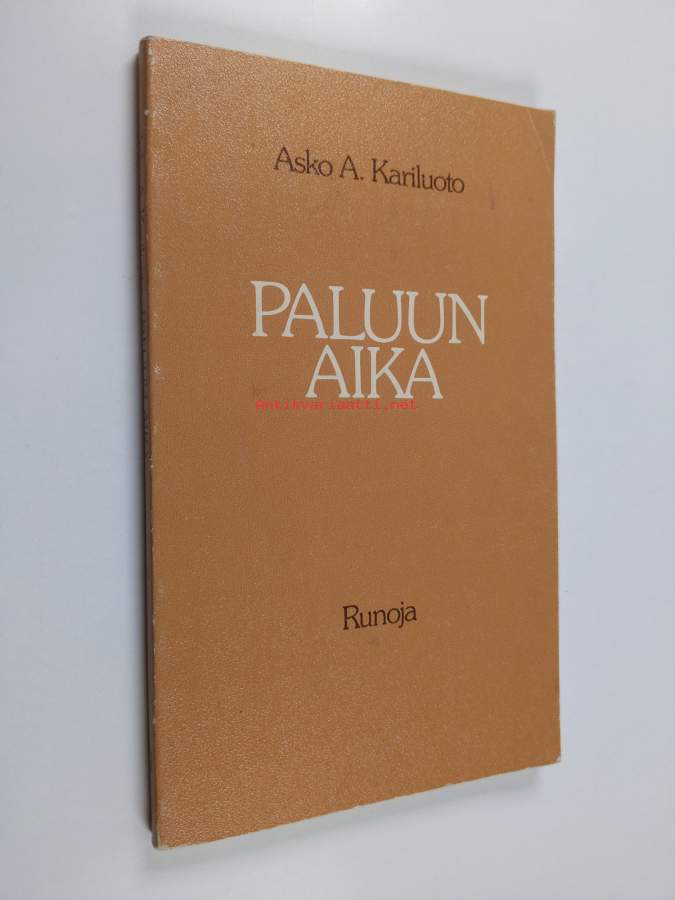 Asko A. Kariluoto
PALUUN
AIKA
antikvariaatti.net
Runoja